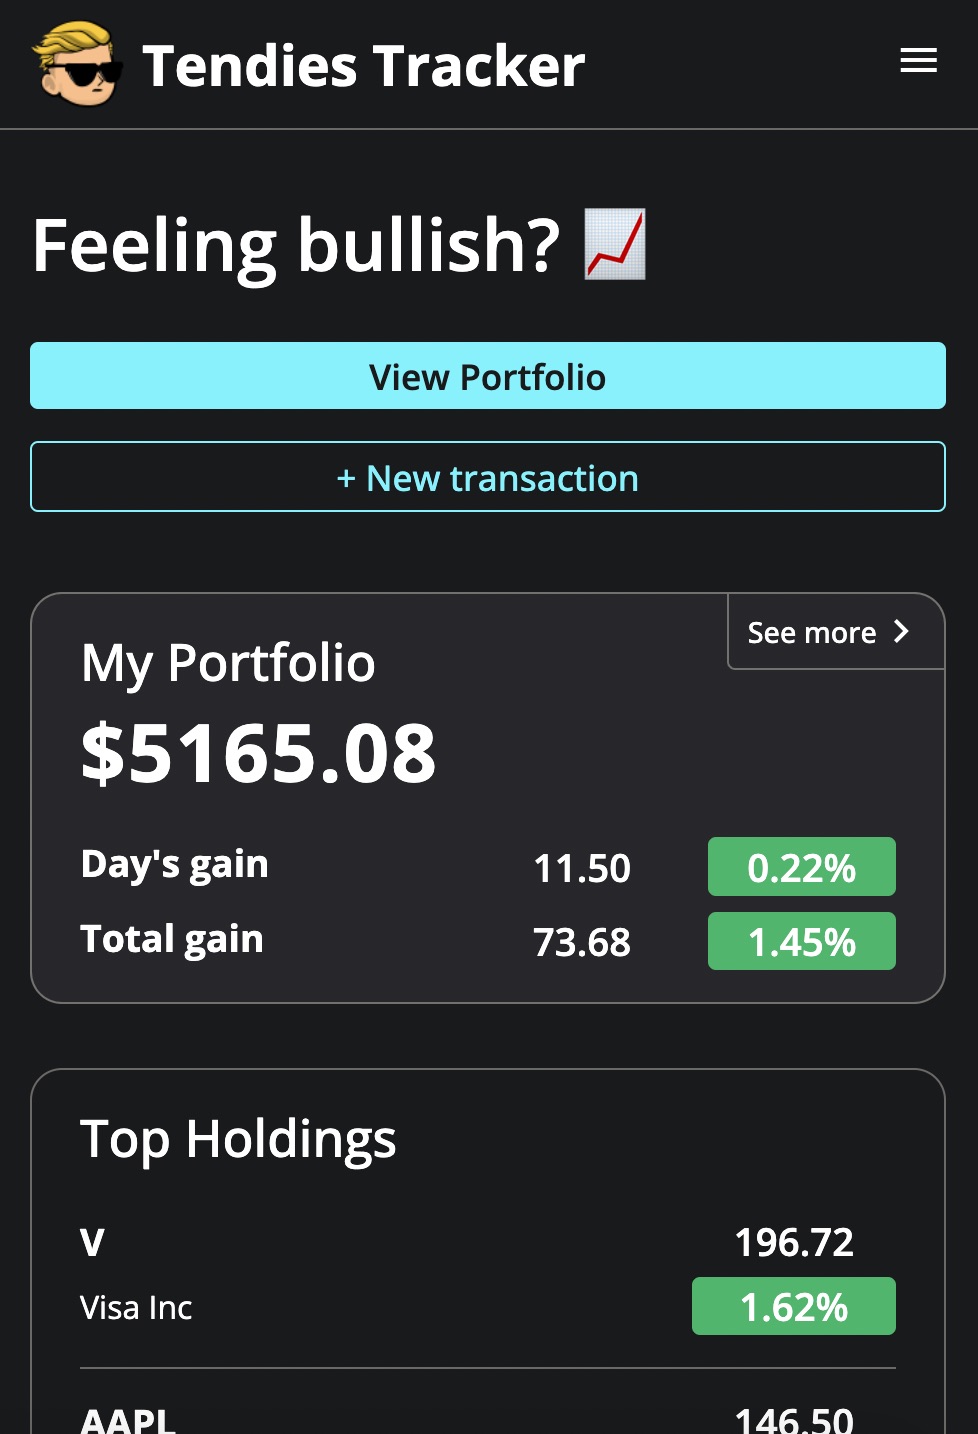 Tendies Tracker
Feeling bullish? 📈
View Portfolio
+ New transaction
See more
My Portfolio
$5165.08
Day's gain 11.50 0.22%
Total gain 73.68 1.45%
Top Holdings
V 196.72
Visa Inc 1.62%
AAPL 146.50